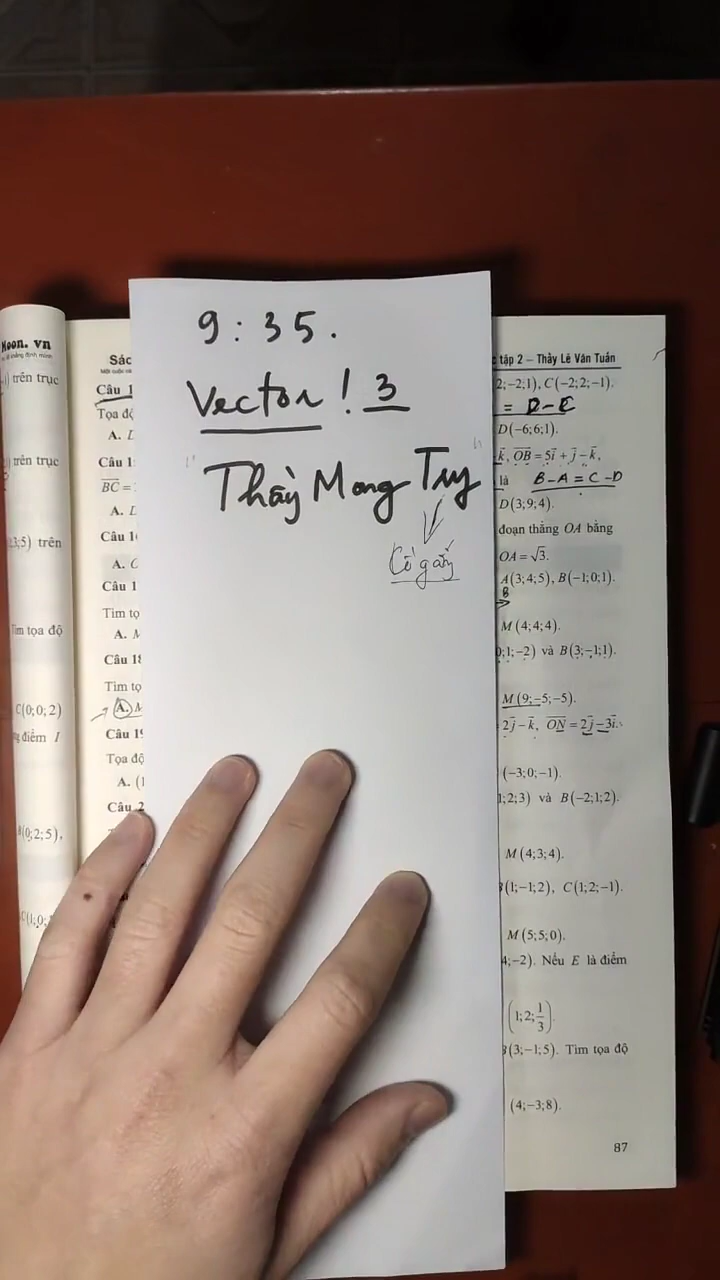 9:35.
Vector! 3
"Thầy Mong Try"
Cố gắng
Moon.vn
) trên trục
) trên trục
;3;5) trên
Tìm tọa độ
C(0;0;2)
điểm I
(0;2;5),
Sác
Câu 1
Tọa độ
A.
Câu 1
BC =
A.
Câu 1
A.
Câu 1
Tìm tọ
A. M
Câu 18
Tìm tọ
A. M
Câu 19
Tọa độ
A. (1
Câu 2
tập 2 – Thầy Lê Văn Tuấn
2;-2;1), C(-2;2;-1).
= D-C
D(-6;6;1).
k, OB = 5i + j - k,
là B-A=C-D
D(3;9;4).
đoạn thẳng OA bằng
OA = √3.
A(3;4;5), B(-1;0;1).
B
M(4;4;4).
;1;-2) và B(3;-1;1).
M(9;-5;-5).
2j - k, ON = 2j - 3i.
(-3;0;-1).
1;2;3) và B(-2;1;2).
M(4;3;4).
(1;-1;2), C(1;2;-1).
M(5;5;0).
;-2). Nếu E là điểm
(1;2;1/3).
(3;-1;5). Tìm tọa độ
(4;-3;8).
87